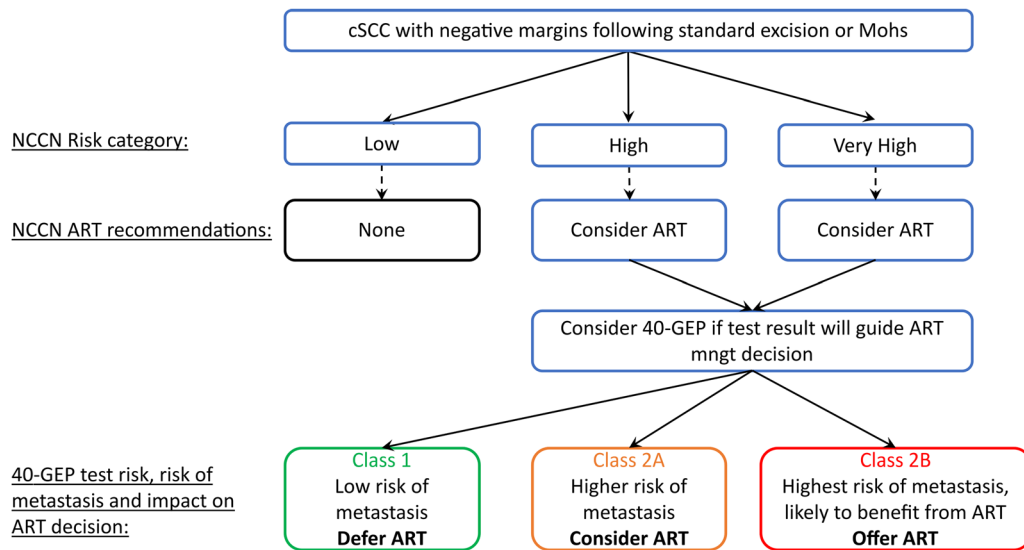 cSCC with negative margins following standard excision or Mohs
NCCN Risk category:
Low
High
Very High
NCCN ART recommendations:
None
Consider ART
Consider ART
Consider 40-GEP if test result will guide ART
mngt decision
40-GEP test risk, risk of
metastasis and impact on
ART decision:
Class 1
Low risk of
metastasis
Defer ART
Class 2A
Higher risk of
metastasis
Consider ART
Class 2B
Highest risk of metastasis,
likely to benefit from ART
Offer ART